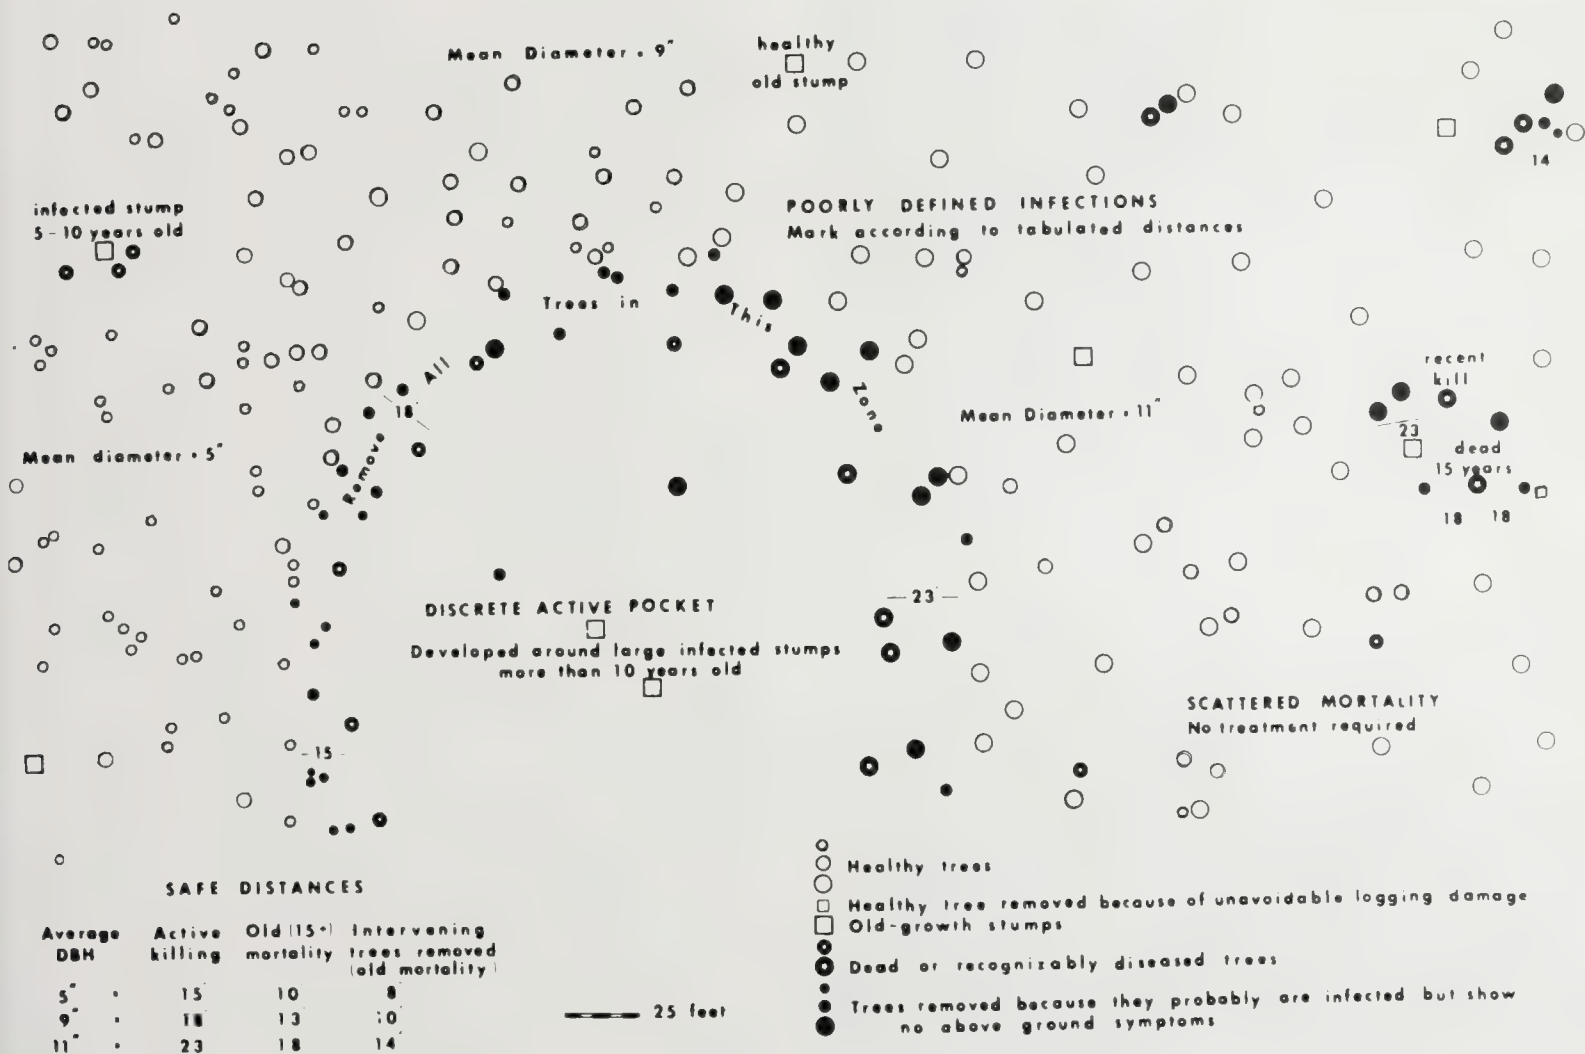 Mean Diameter = 9"
healthy
old stump
infected stump
5-10 years old
POORLY DEFINED INFECTIONS
Mark according to tabulated distances
14
Remove All Trees in This Zone
18'
Mean diameter = 5"
Mean Diameter = 11"
recent
kill
23
dead
15 years
18 18
DISCRETE ACTIVE POCKET
Developed around large infected stumps
more than 10 years old
23'
SCATTERED MORTALITY
No treatment required
15
SAFE DISTANCES
Average DBH Active killing Old (15+) mortality Intervening trees removed (old mortality)
5" = 15' 10 8'
9" = 18' 13 10'
11" = 23 18 14'
25 feet
Healthy trees
Healthy tree removed because of unavoidable logging damage
Old-growth stumps
Dead or recognizably diseased trees
Trees removed because they probably are infected but show
no above ground symptoms